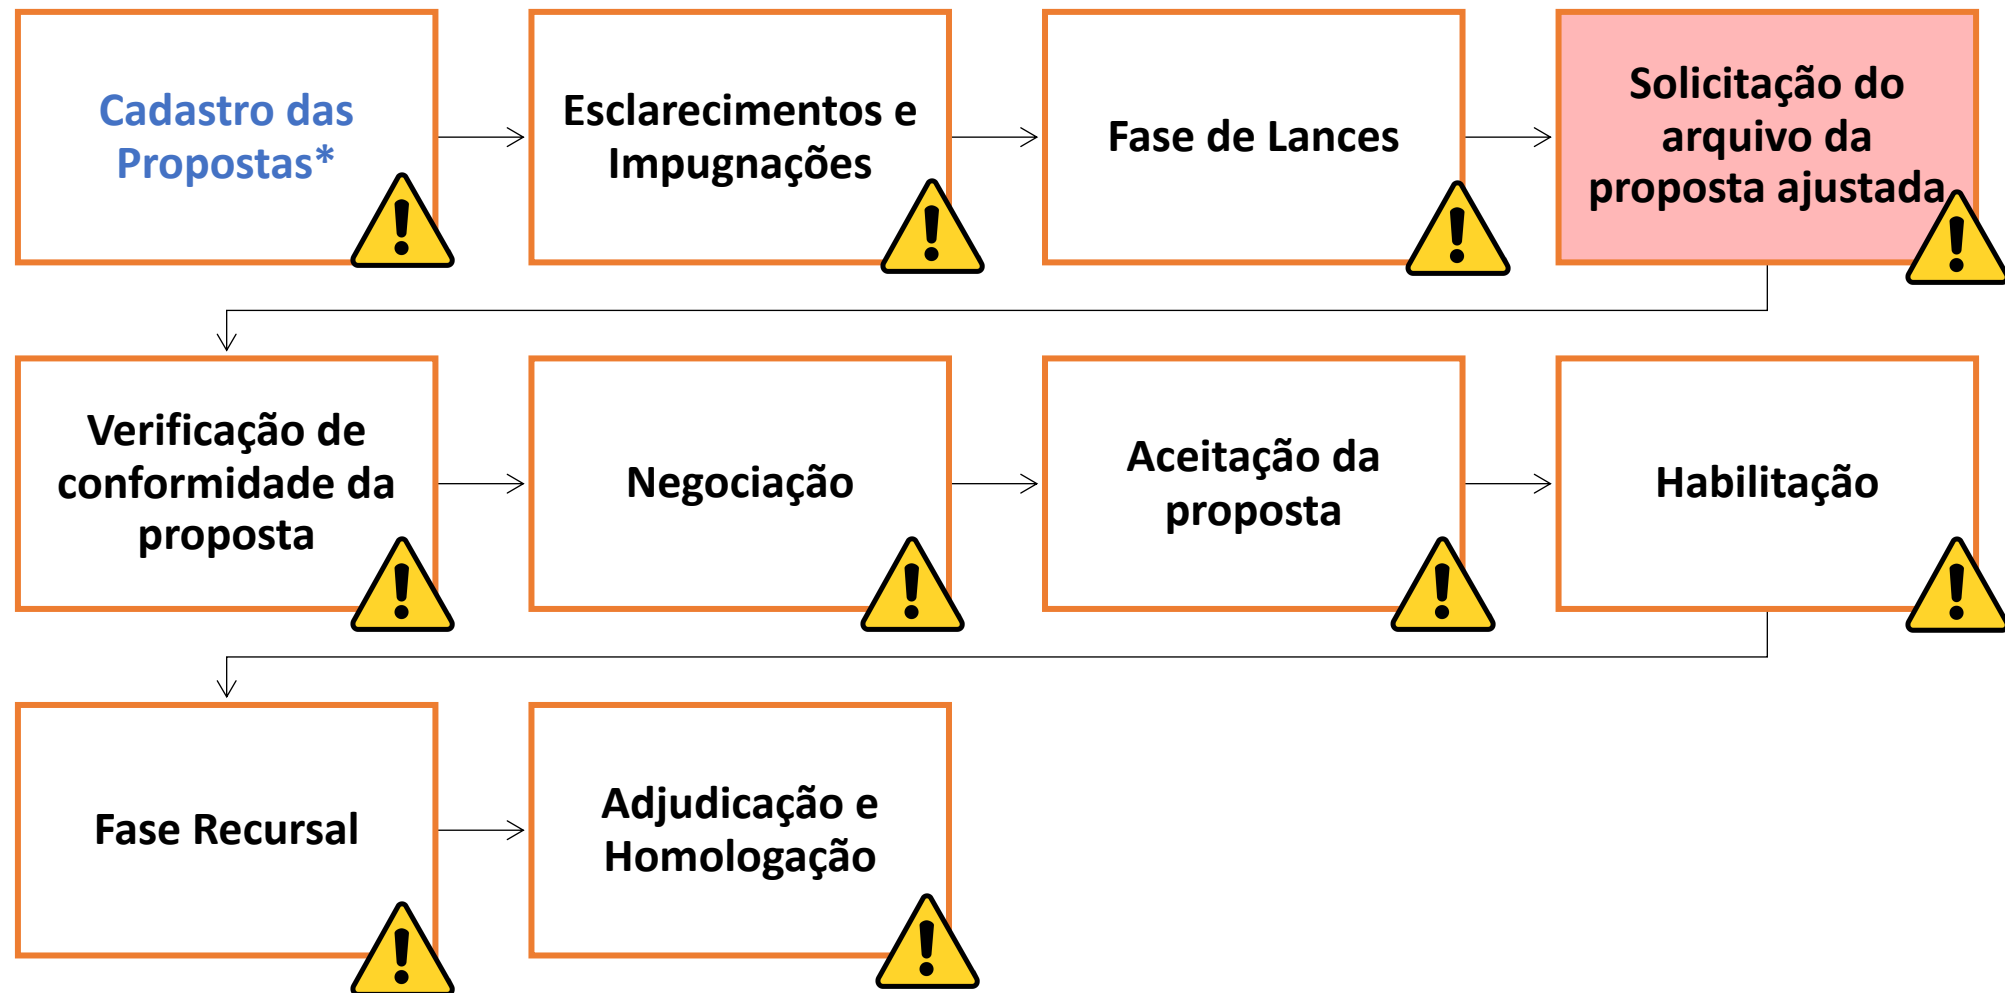 Cadastro das
Propostas*
Esclarecimentos e
Impugnações
Fase de Lances
Solicitação do
arquivo da
proposta ajustada
Verificação de
conformidade da
proposta
Negociação
Aceitação da
proposta
Habilitação
Fase Recursal
Adjudicação e
Homologação